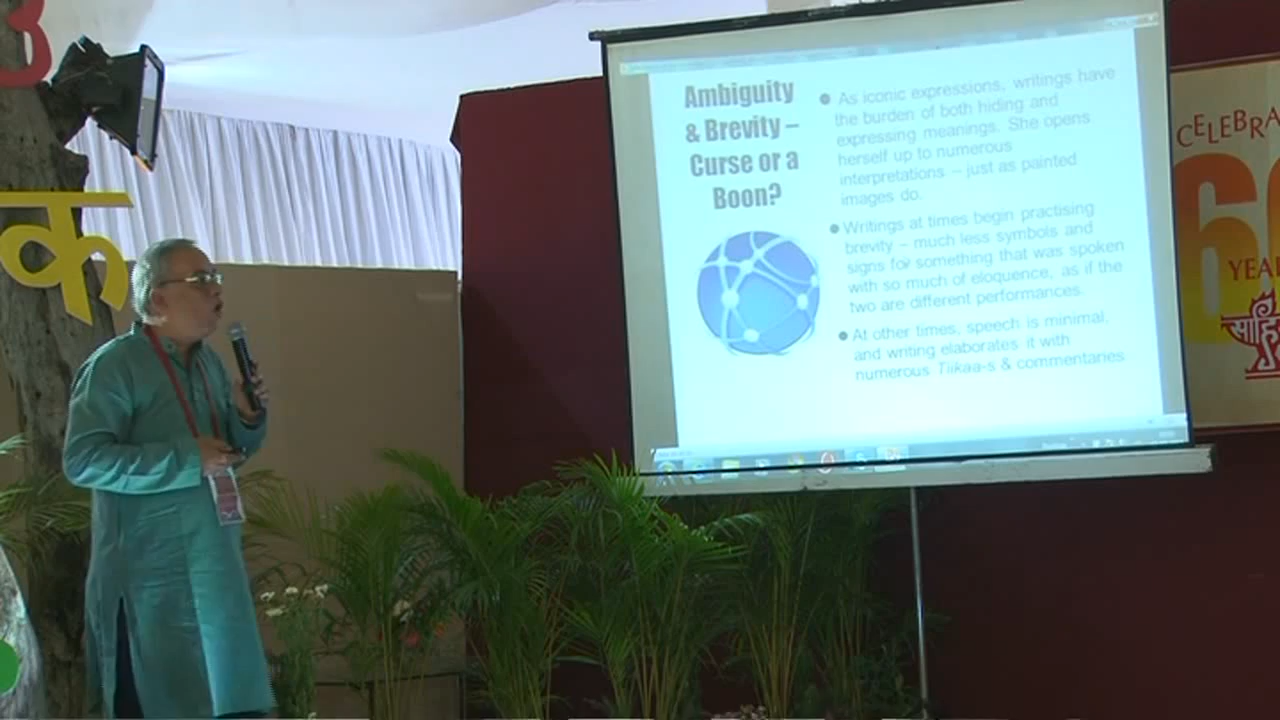 क
Ambiguity
& Brevity –
Curse or a
Boon?
As iconic expressions, writings have
the burden of both hiding and
expressing meanings. She opens
herself up to numerous
interpretations – just as painted
images do.
Writings at times begin practising
brevity – much less symbols and
signs for something that was spoken
with so much of eloquence, as if the
two are different performances.
At other times, speech is minimal,
and writing elaborates it with
numerous Tiikaa-s & commentaries
CELEBRA
60
YEAR
साहि